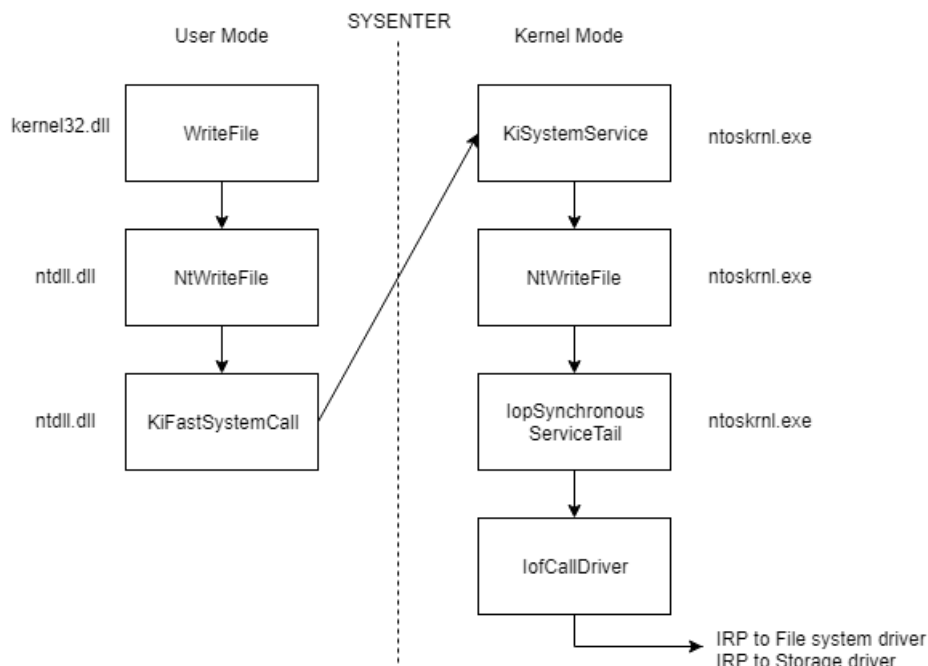 SYSENTER
User Mode
Kernel Mode
kernel32.dll
WriteFile
KiSystemService
ntoskrnl.exe
ntdll.dll
NtWriteFile
NtWriteFile
ntoskrnl.exe
ntdll.dll
KiFastSystemCall
IopSynchronous
ServiceTail
ntoskrnl.exe
IofCallDriver
IRP to File system driver
IRP to Storage driver